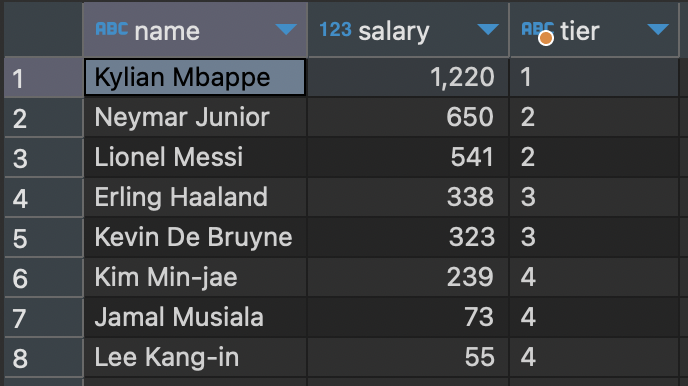 ABC name 123 salary ABC tier
1 Kylian Mbappe 1,220 1
2 Neymar Junior 650 2
3 Lionel Messi 541 2
4 Erling Haaland 338 3
5 Kevin De Bruyne 323 3
6 Kim Min-jae 239 4
7 Jamal Musiala 73 4
8 Lee Kang-in 55 4